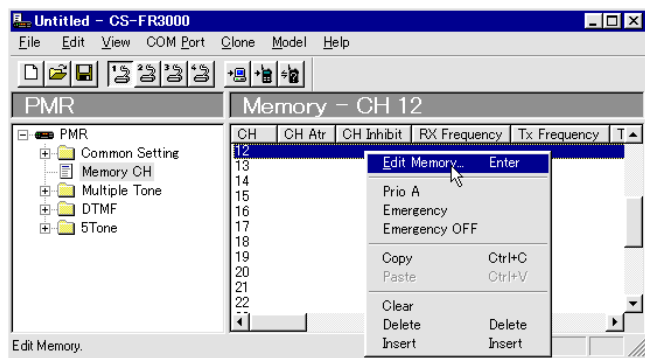 Untitled - CS-FR3000
File Edit View COM Port Clone Model Help
PMR
Memory - CH 12
PMR
Common Setting
Memory CH
Multiple Tone
DTMF
5Tone
CH CH Atr CH Inhibit RX Frequency Tx Frequency T
12
13
14
15
16
17
18
19
20
21
22
Edit Memory... Enter
Prio A
Emergency
Emergency OFF
Copy Ctrl+C
Paste Ctrl+V
Clear
Delete Delete
Insert Insert
Edit Memory.